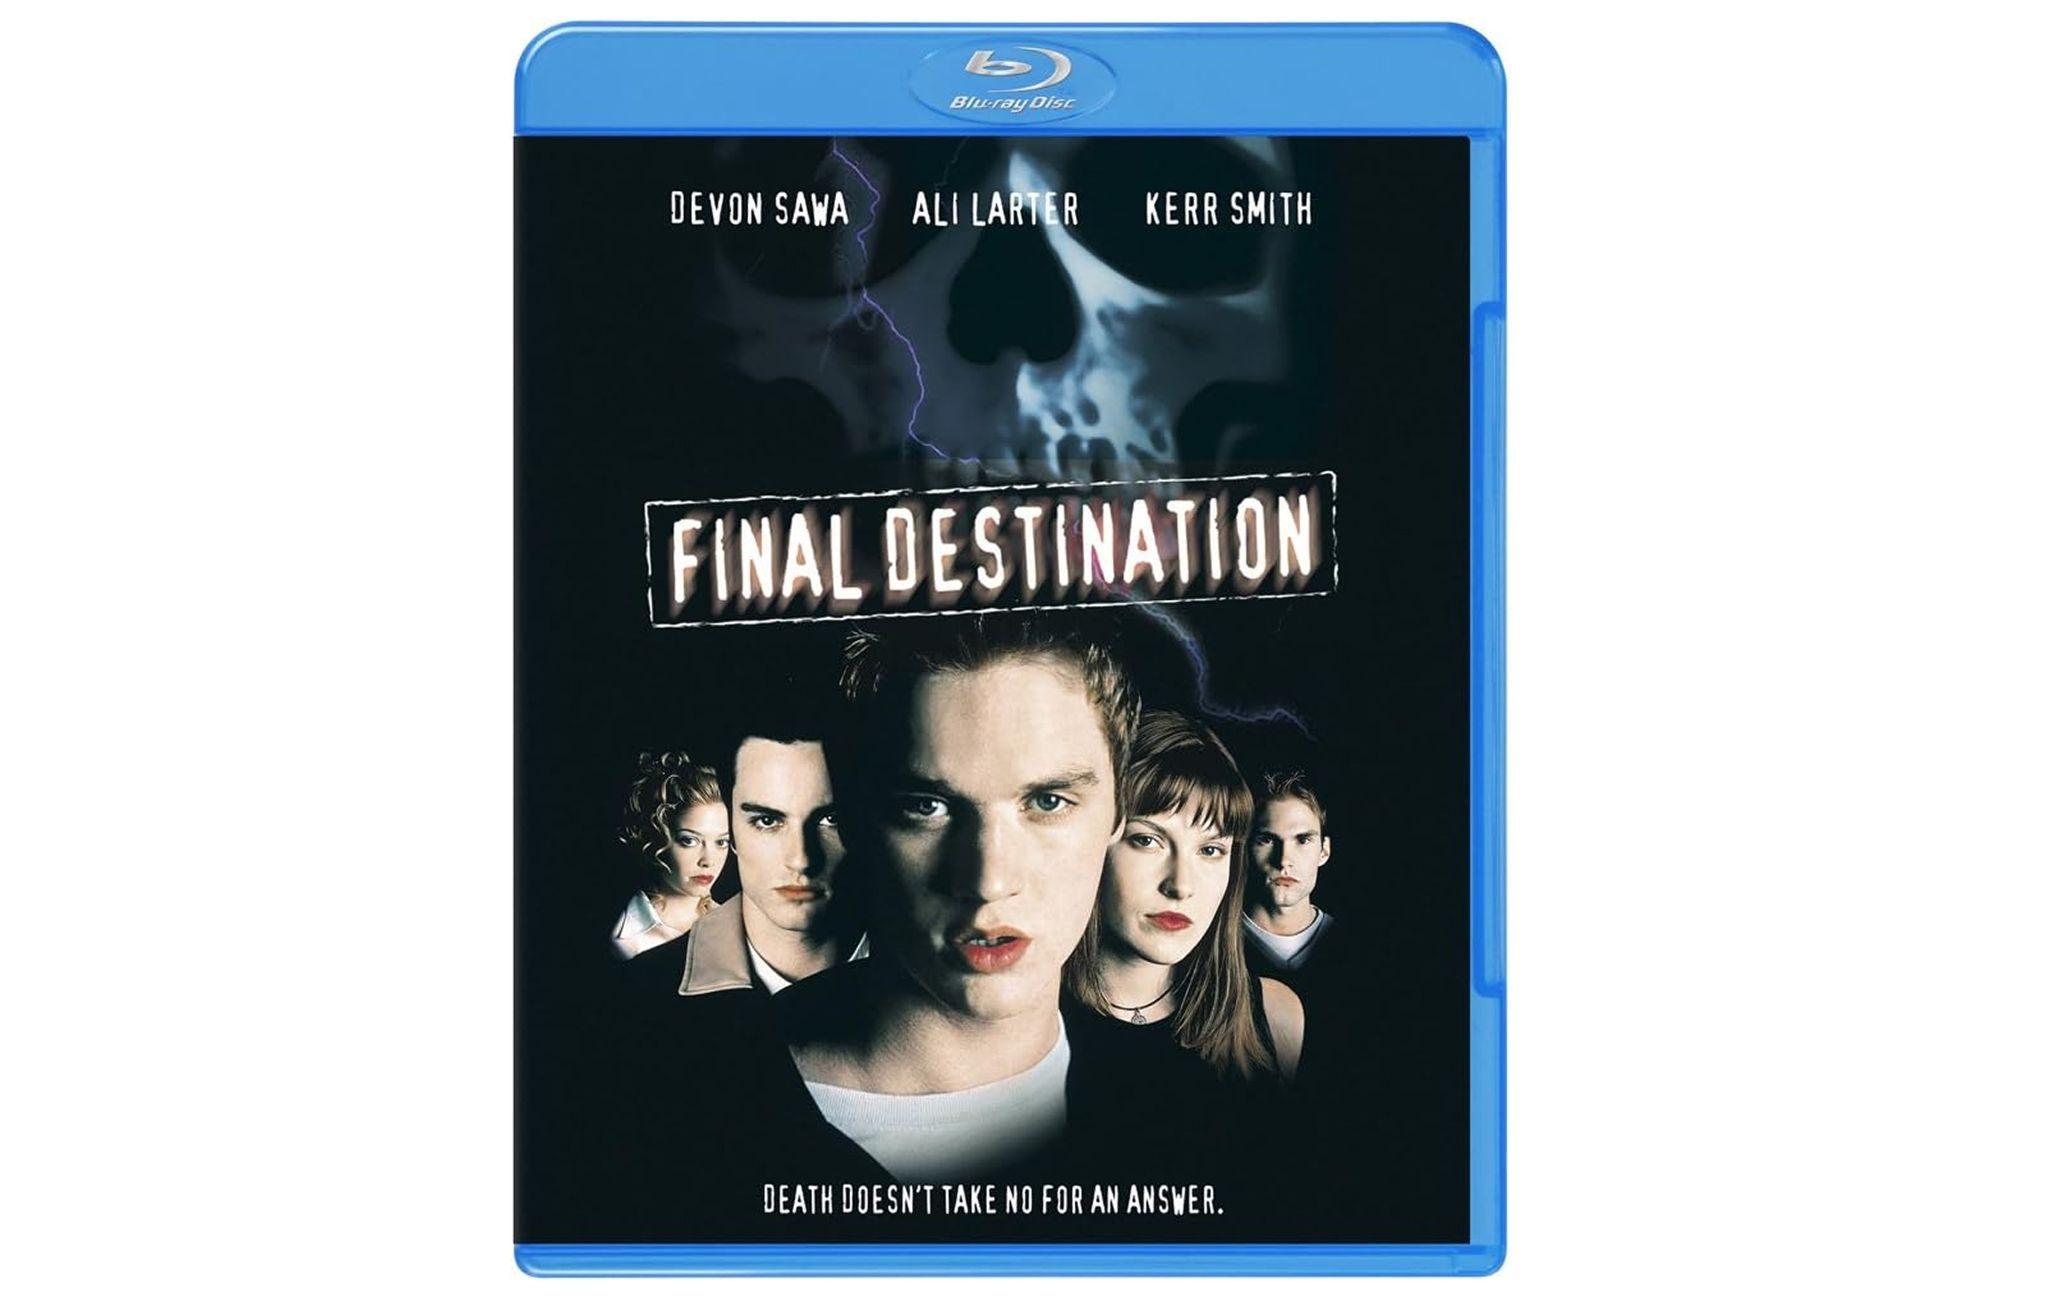 Blu-ray Disc
DEVON SAWA ALI LARTER KERR SMITH
FINAL DESTINATION
DEATH DOESN'T TAKE NO FOR AN ANSWER.